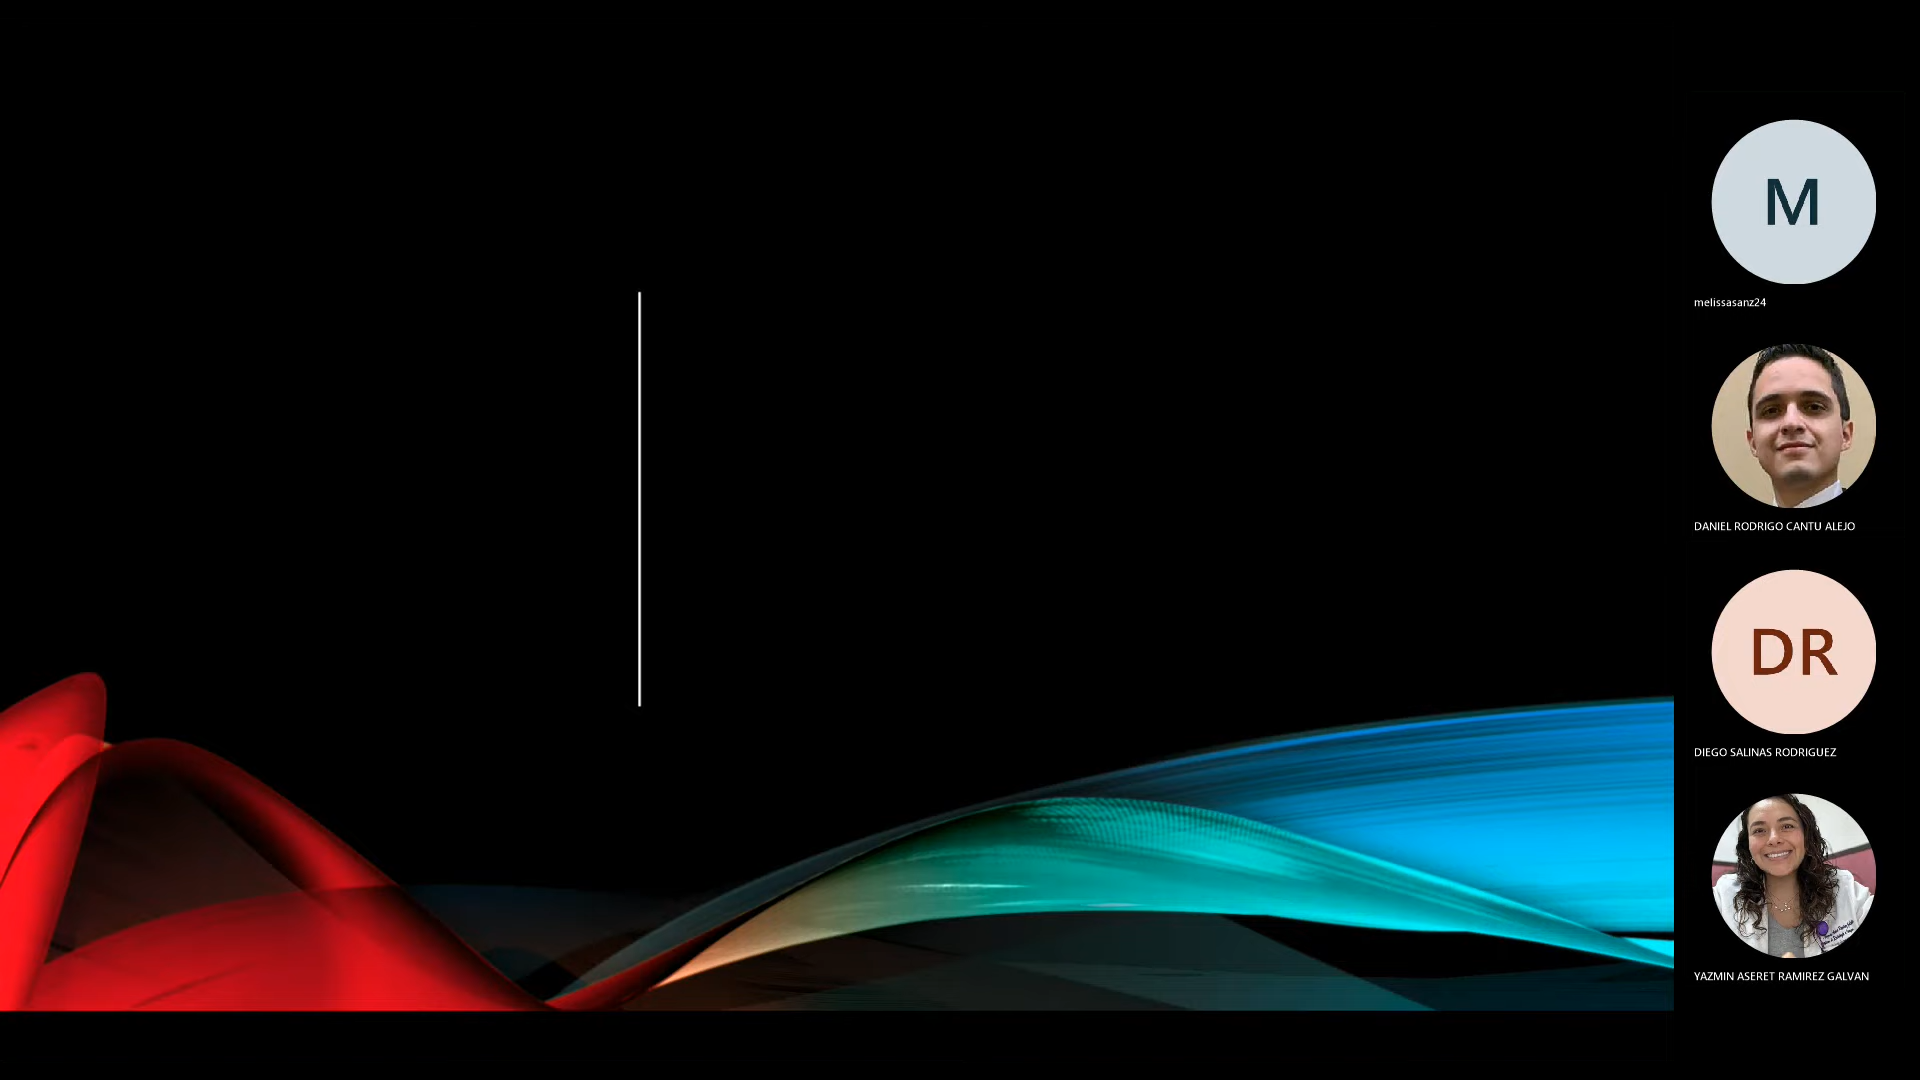 M
melissasanz24
DANIEL RODRIGO CANTU ALEJO
DR
DIEGO SALINAS RODRIGUEZ
YAZMIN ASERET RAMIREZ GALVAN